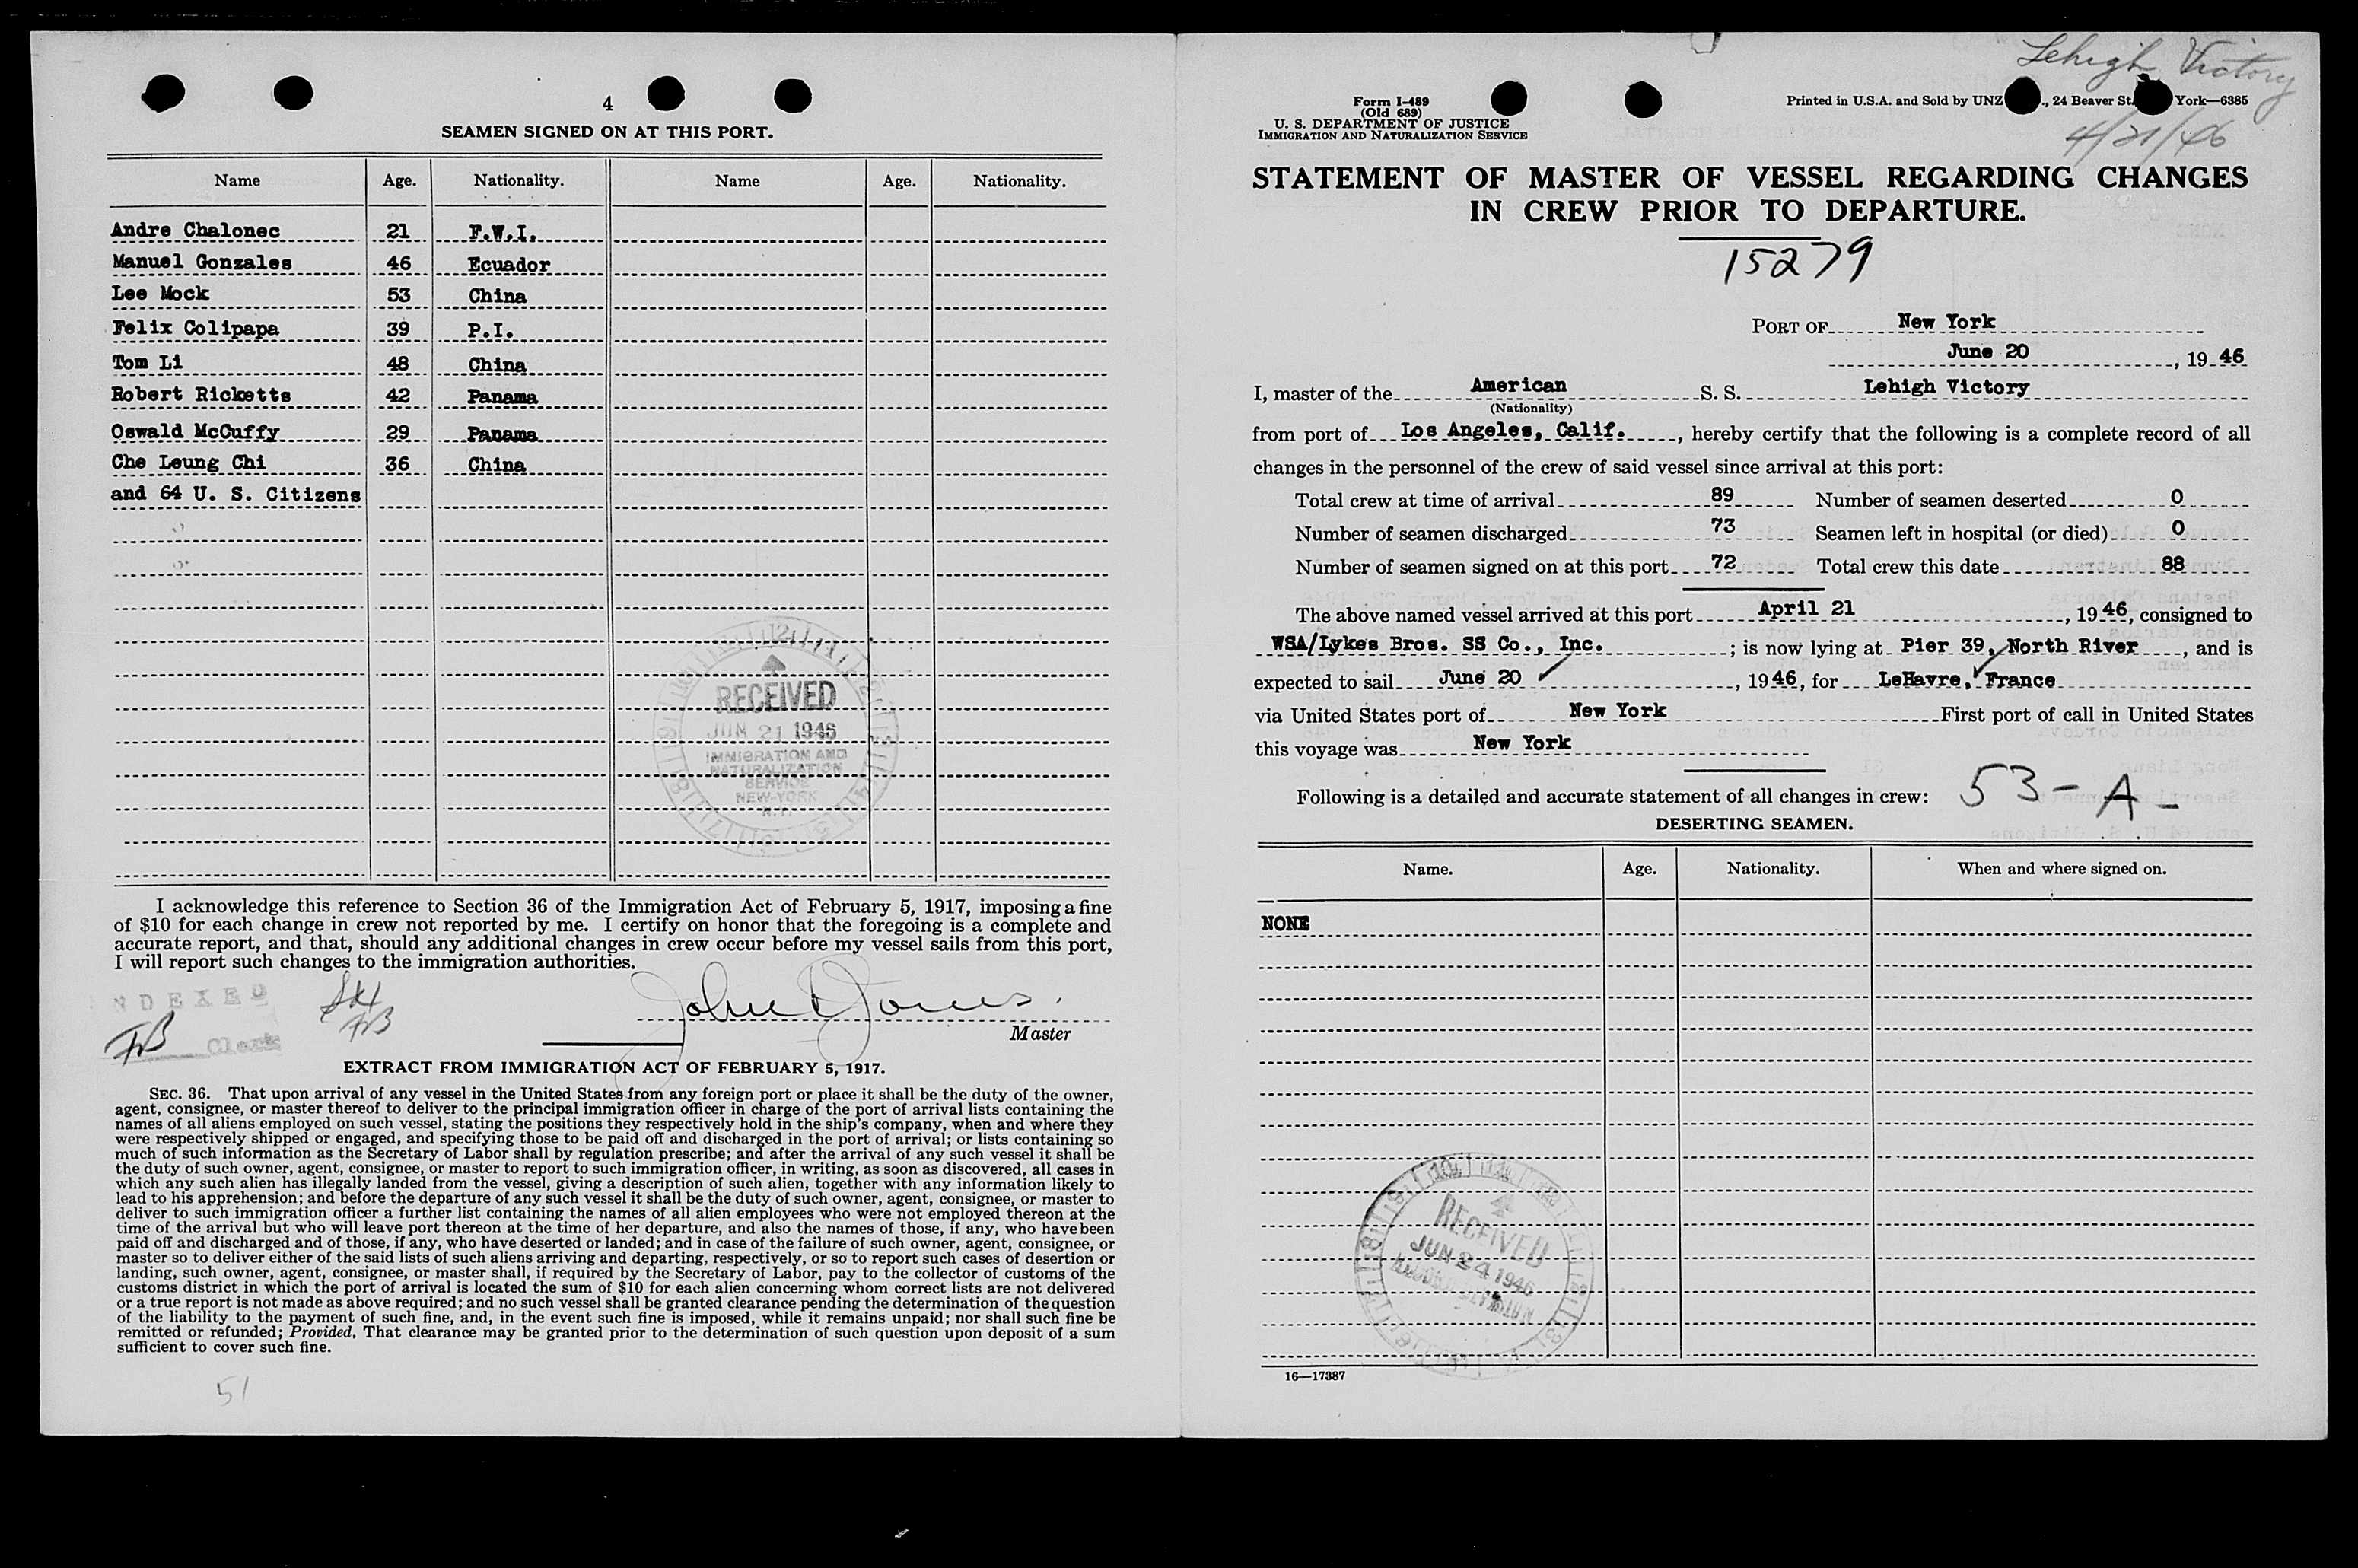 4
SEAMEN SIGNED ON AT THIS PORT.
Name Age. Nationality. Name Age. Nationality.
Andre Chalonec 21 F.W.I.
Manuel Gonzales 46 Ecuador
Lee Mock 53 China
Felix Colipapa 39 P.I.
Tom Li 48 China
Robert Ricketts 42 Panama
Oswald McCuffy 29 Panama
Che Leung Chi 36 China
and 64 U. S. Citizens
RECEIVED
JUN 21 1946
IMMIGRATION AND
NATURALIZATION
SERVICE
NEW-YORK
N.Y.
I acknowledge this reference to Section 36 of the Immigration Act of February 5, 1917, imposing a fine
of $10 for each change in crew not reported by me. I certify on honor that the foregoing is a complete and
accurate report, and that, should any additional changes in crew occur before my vessel sails from this port,
I will report such changes to the immigration authorities.
NDEXED
FB Clerk
John Jones.
Master
EXTRACT FROM IMMIGRATION ACT OF FEBRUARY 5, 1917.
SEC. 36. That upon arrival of any vessel in the United States from any foreign port or place it shall be the duty of the owner,
agent, consignee, or master thereof to deliver to the principal immigration officer in charge of the port of arrival lists containing the
names of all aliens employed on such vessel, stating the positions they respectively hold in the ship's company, when and where they
were respectively shipped or engaged, and specifying those to be paid off and discharged in the port of arrival; or lists containing so
much of such information as the Secretary of Labor shall by regulation prescribe; and after the arrival of any such vessel it shall be
the duty of such owner, agent, consignee, or master to report to such immigration officer, in writing, as soon as discovered, all cases in
which any such alien has illegally landed from the vessel, giving a description of such alien, together with any information likely to
lead to his apprehension; and before the departure of any such vessel it shall be the duty of such owner, agent, consignee, or master to
deliver to such immigration officer a further list containing the names of all alien employees who were not employed thereon at the
time of the arrival but who will leave port thereon at the time of her departure, and also the names of those, if any, who have been
paid off and discharged and of those, if any, who have deserted or landed; and in case of the failure of such owner, agent, consignee, or
master so to deliver either of the said lists of such aliens arriving and departing, respectively, or so to report such cases of desertion or
landing, such owner, agent, consignee, or master shall, if required by the Secretary of Labor, pay to the collector of customs of the
customs district in which the port of arrival is located the sum of $10 for each alien concerning whom correct lists are not delivered
or a true report is not made as above required; and no such vessel shall be granted clearance pending the determination of the question
of the liability to the payment of such fine, and, in the event such fine is imposed, while it remains unpaid; nor shall such fine be
remitted or refunded; Provided, That clearance may be granted prior to the determination of such question upon deposit of a sum
sufficient to cover such fine.
51
Lehigh Victory
4/21/46
Form I-489
(Old 689)
U. S. DEPARTMENT OF JUSTICE
IMMIGRATION AND NATURALIZATION SERVICE
Printed in U.S.A. and Sold by UNZ ., 24 Beaver St. York—6385
STATEMENT OF MASTER OF VESSEL REGARDING CHANGES
IN CREW PRIOR TO DEPARTURE.
15279
PORT OF New York
June 20, 1946
I, master of the American S. S. Lehigh Victory
(Nationality)
from port of Los Angeles, Calif., hereby certify that the following is a complete record of all
changes in the personnel of the crew of said vessel since arrival at this port:
Total crew at time of arrival 89 Number of seamen deserted 0
Number of seamen discharged 73 Seamen left in hospital (or died) 0
Number of seamen signed on at this port 72 Total crew this date 88
The above named vessel arrived at this port April 21, 1946, consigned to
WSA/Lykes Bros. SS Co., Inc.; is now lying at Pier 39, North River, and is
expected to sail June 20, 1946, for LeHavre, France
via United States port of New York First port of call in United States
this voyage was New York
Following is a detailed and accurate statement of all changes in crew: 53-A-
DESERTING SEAMEN.
Name. Age. Nationality. When and where signed on.
NONE
RECEIVED
JUN 24 1946
16—17387